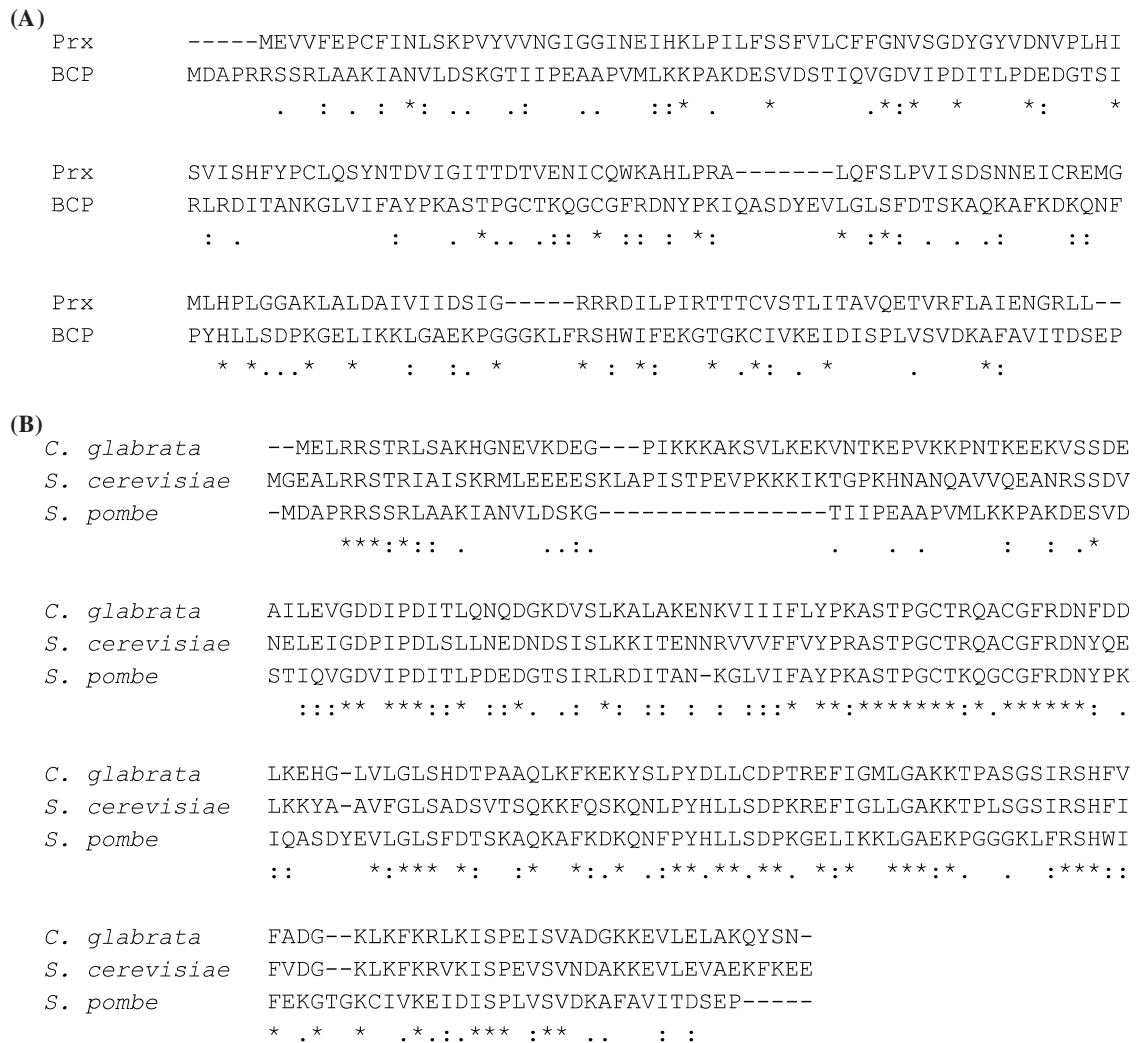 (A)
Prx -----MEVVFEPCFINLSKPVYVVNGIGGINEIHKLPILFSSFVLCFFGNVSGDYGYVDNVPLHI
BCP MDAPRRSSRLAAKIANVLDSKGTIIPEAAPVMLKKPAKDESVDSTIQVGDVIPDITLPDEDGTSI
. : . : *: .. .: .. ::* . * .*:* * *: *
Prx SVISHFYPCLQSYNTDVIGITTDTVENICQWKAHLPRA-------LQFSLPVISDSNNEICREMG
BCP RLRDITANKGLVIFAYPKASTPGCTKQGCGFRDNYPKIQASDYEVLGLSFDTSKAQKAFKDKQNF
: . : . *.. .:: * :: : *: * :*: . . .: ::
Prx MLHPLGGAKLALDAIVIIDSIG-----RRRDILPIRTTTCVSTLITAVQETVRFLAIENGRLL--
BCP PYHLLSDPKGELIKKLGAEKPGGGKLFRSHWIFEKGTGKCIVKEIDISPLVSVDKAFAVITDSEP
* *...* * : :. * * : *: * .*: . * . *:
(B)
C. glabrata --MELRRSTRLSAKHGNEVKDEG---PIKKKAKSVLKEKVNTKEPVKKPNTKEEKVSSDE
S. cerevisiae MGEALRRSTRIAISKRMLEEEESKLAPISTPEVPKKKIKTGPKHNANQAVVQEANRSSDV
S. pombe -MDAPRRSSRLAAKIANVLDSKG----------------TIIPEAAPVMLKKPAKDESVD
***:*:: . ..:. . . . : : .*
C. glabrata AILEVGDDIPDITLQNQDGKDVSLKALAKENKVIIIFLYPKASTPGCTRQACGFRDNFDD
S. cerevisiae NELEIGDPIPDLSLLNEDNDSISLKKITENNRVVVFFVYPRASTPGCTRQACGFRDNYQE
S. pombe STIQVGDVIPDITLPDEDGTSIRLRDITAN-KGLVIFAYPKASTPGCTKQGCGFRDNYPK
:::** ***::* ::*. .: *: :: : :::* **:*******:*.******: .
C. glabrata LKEHG-LVLGLSHDTPAAQLKFKEKYSLPYDLLCDPTREFIGMLGAKKTPASGSIRSHFV
S. cerevisiae LKKYA-AVFGLSADSVTSQKKFQSKQNLPYHLLSDPKREFIGLLGAKKTPLSGSIRSHFI
S. pombe IQASDYEVLGLSFDTSKAQKAFKDKQNFPYHLLSDPKGELIKKLGAEKPGGGKLFRSHWI
:: *:*** *: :* *:.* .:**.**.**. *:* ***:*. . :***::
C. glabrata FADG--KLKFKRLKISPEISVADGKKEVLELAKQYSN-
S. cerevisiae FVDG--KLKFKRVKISPEVSVNDAKKEVLEVAEKFKEE
S. pombe FEKGTGKCIVKEIDISPLVSVDKAFAVITDSEP-----
* .* * .*.:.*** :** .. : :